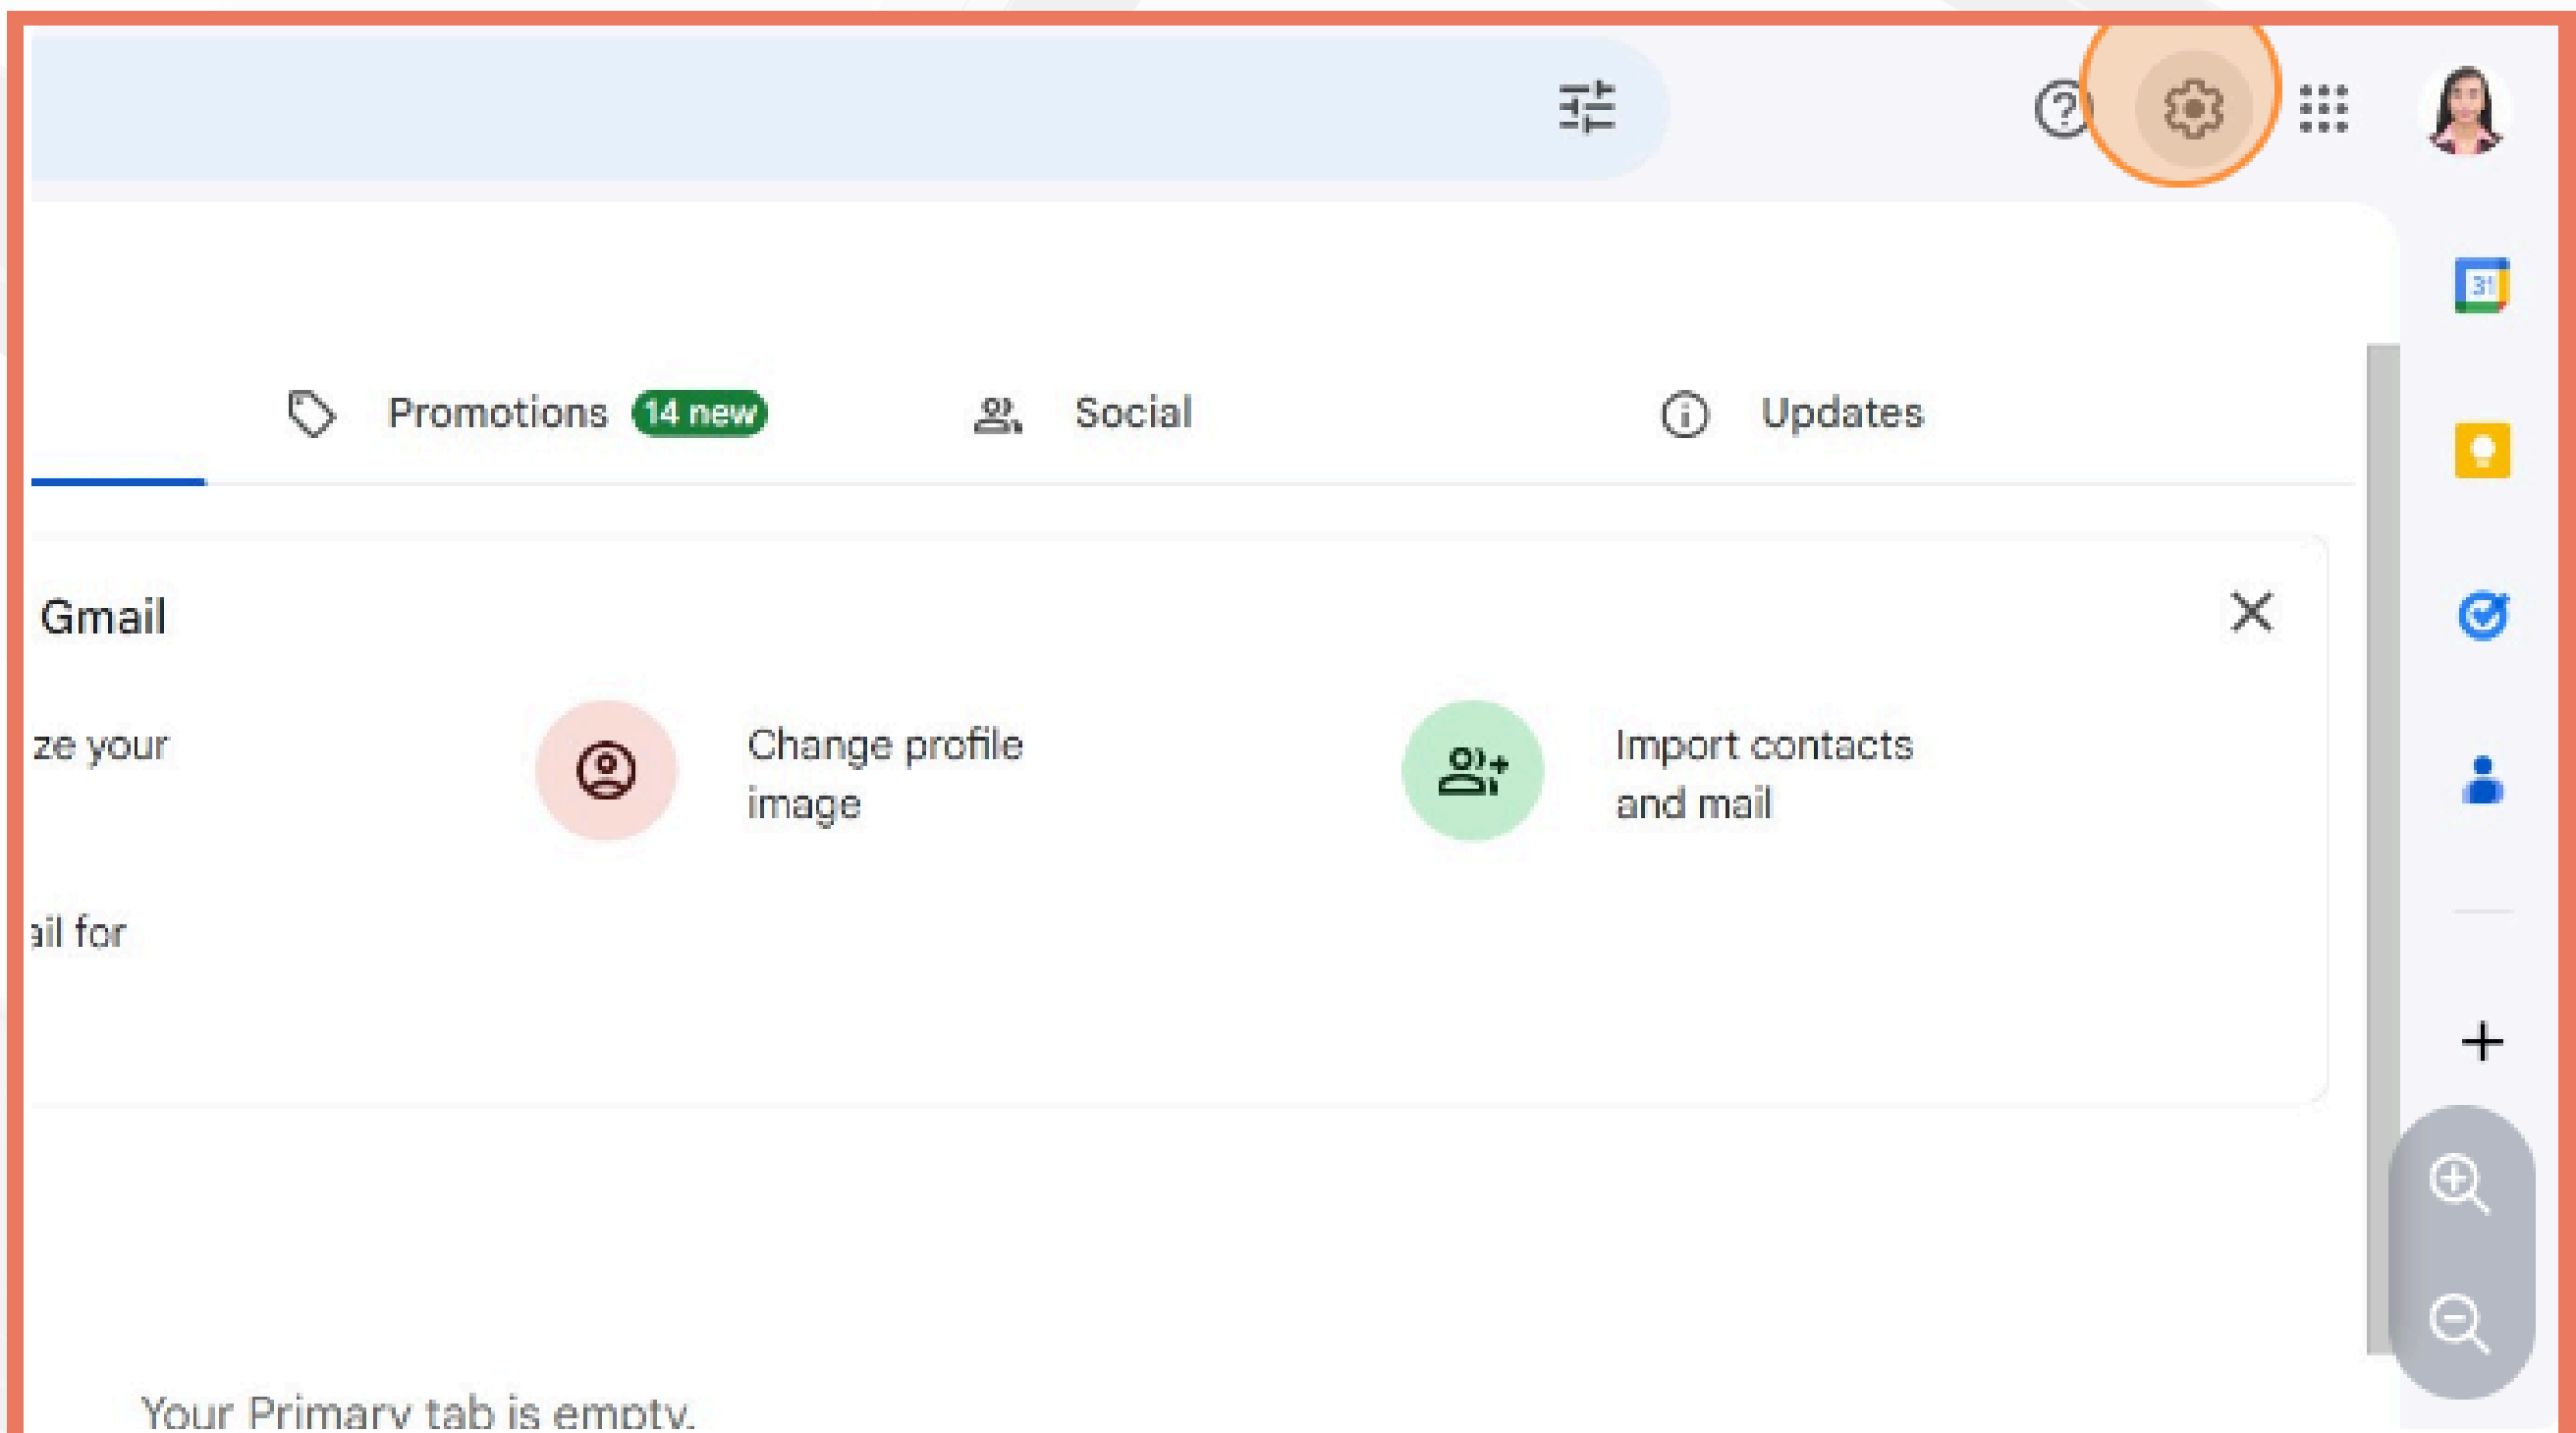 31
Promotions 14 new Social Updates
Gmail
ze your
Change profile
image
Import contacts
and mail
ail for
Your Primary tab is empty.